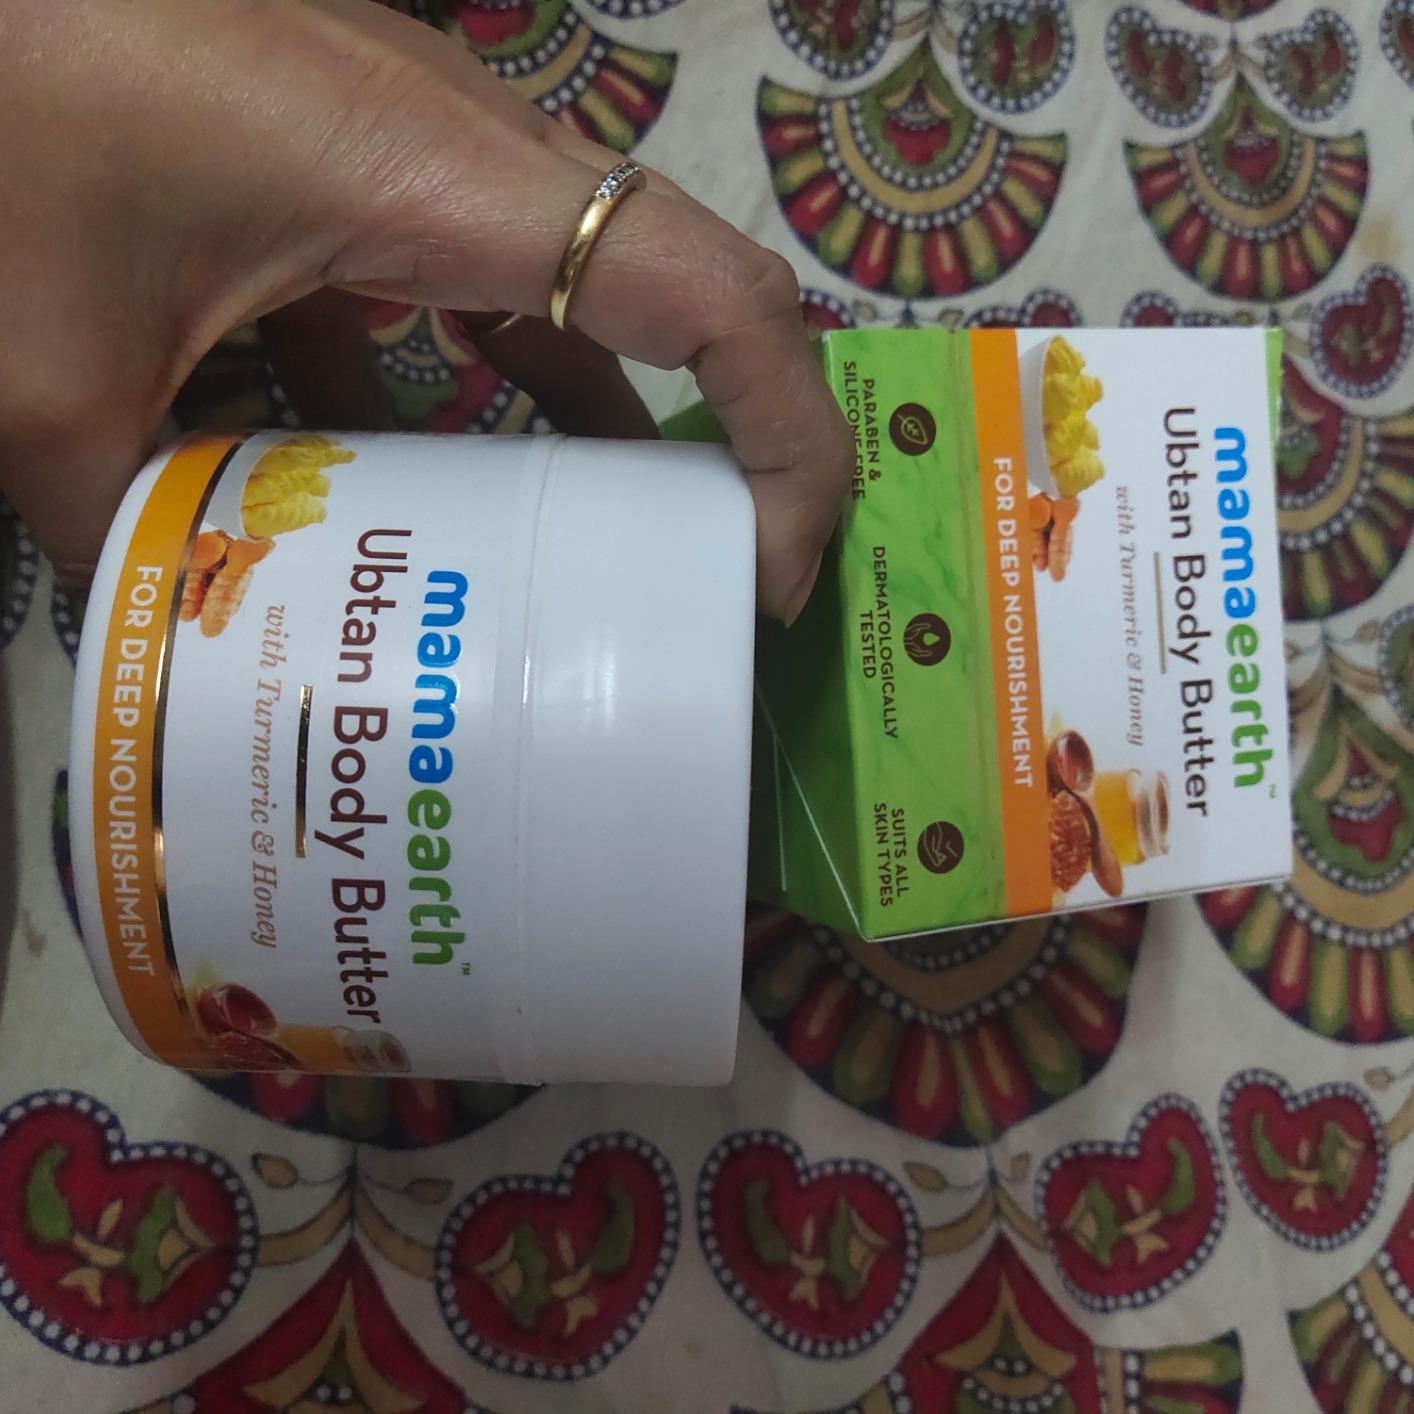 mamaearth™
Ubtan Body Butter
with Turmeric & Honey
FOR DEEP NOURISHMENT
mamaearth™
Ubtan Body Butter
with Turmeric & Honey
FOR DEEP NOURISHMENT
PARABEN &
SILICONE FREE
DERMATOLOGICALLY
TESTED
SUITS ALL
SKIN TYPES